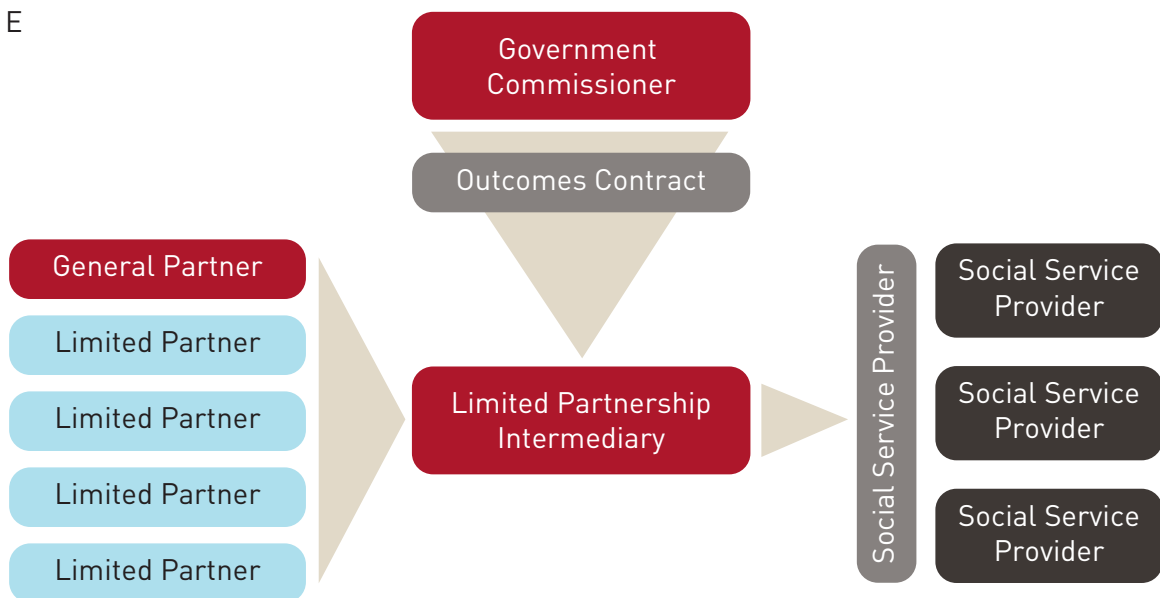 E
Government
Commissioner
Outcomes Contract
General Partner
Limited Partner
Limited Partner
Limited Partner
Limited Partner
Limited Partnership
Intermediary
Social Service Provider
Social Service
Provider
Social Service
Provider
Social Service
Provider